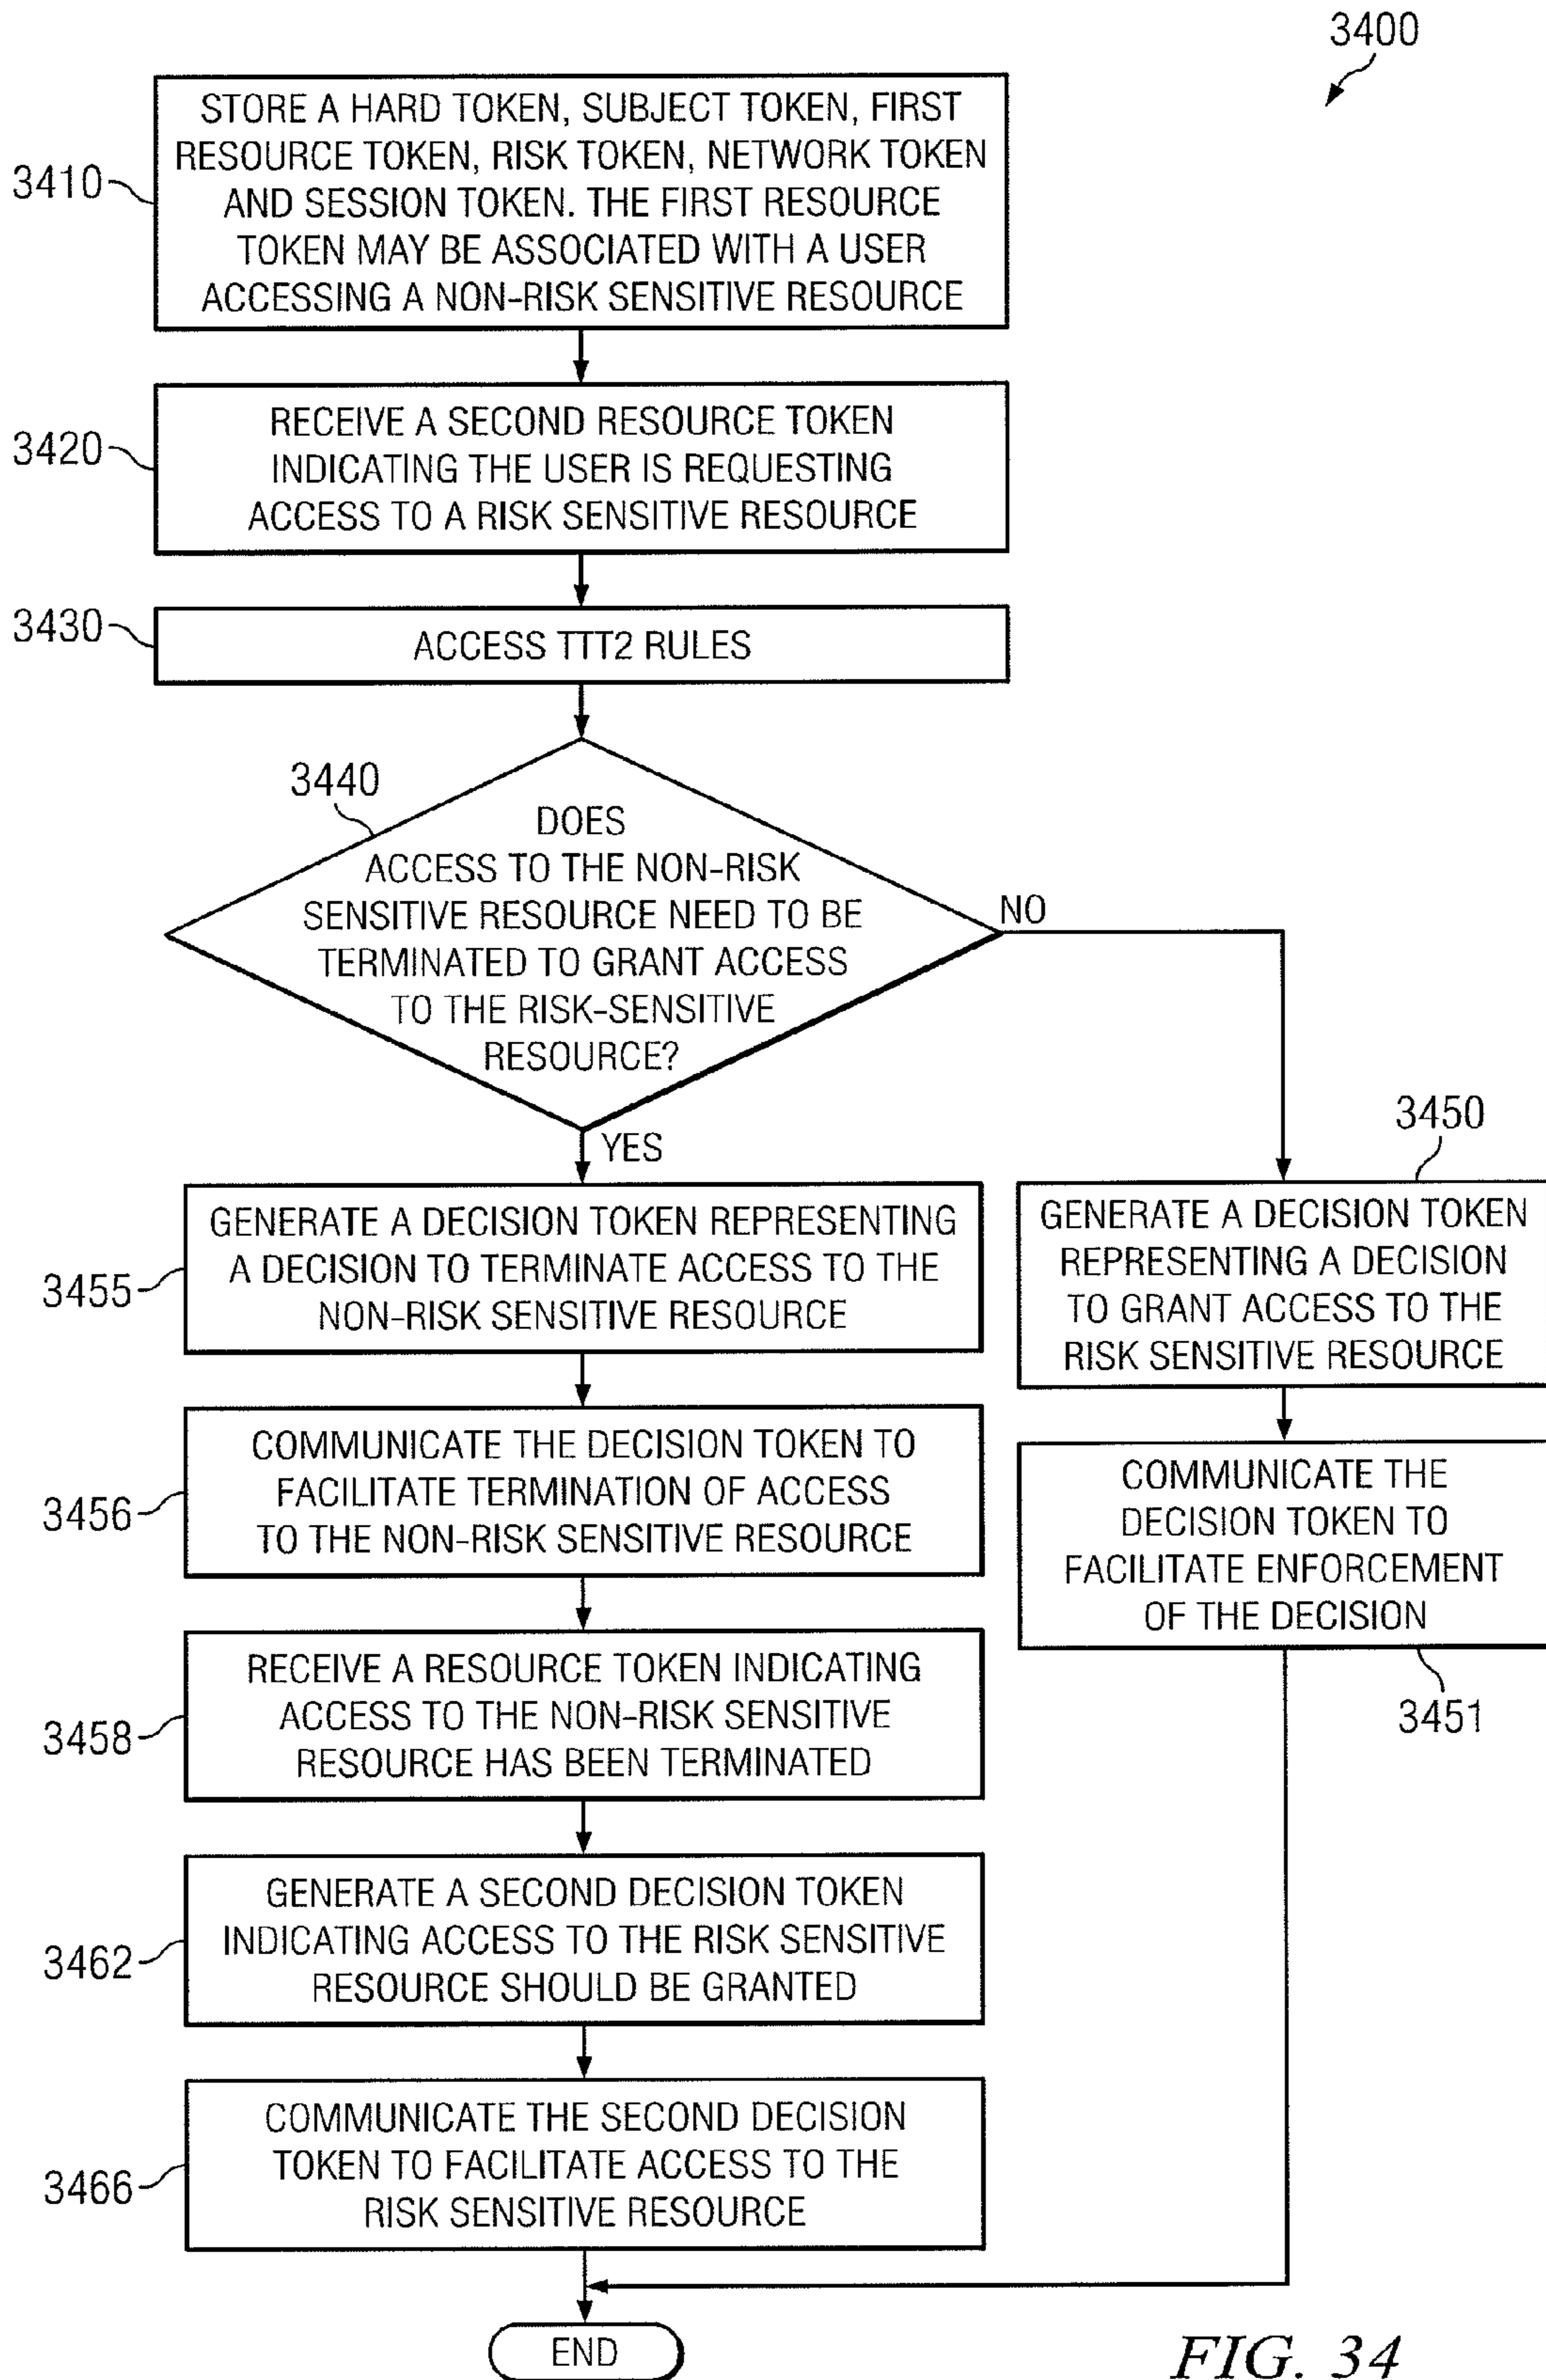 3400
3410
STORE A HARD TOKEN, SUBJECT TOKEN, FIRST
RESOURCE TOKEN, RISK TOKEN, NETWORK TOKEN
AND SESSION TOKEN. THE FIRST RESOURCE
TOKEN MAY BE ASSOCIATED WITH A USER
ACCESSING A NON-RISK SENSITIVE RESOURCE
3420
RECEIVE A SECOND RESOURCE TOKEN
INDICATING THE USER IS REQUESTING
ACCESS TO A RISK SENSITIVE RESOURCE
3430
ACCESS TTT2 RULES
3440
DOES
ACCESS TO THE NON-RISK
SENSITIVE RESOURCE NEED TO BE
TERMINATED TO GRANT ACCESS
TO THE RISK-SENSITIVE
RESOURCE?
NO
YES
3455
GENERATE A DECISION TOKEN REPRESENTING
A DECISION TO TERMINATE ACCESS TO THE
NON-RISK SENSITIVE RESOURCE
3456
COMMUNICATE THE DECISION TOKEN TO
FACILITATE TERMINATION OF ACCESS
TO THE NON-RISK SENSITIVE RESOURCE
3458
RECEIVE A RESOURCE TOKEN INDICATING
ACCESS TO THE NON-RISK SENSITIVE
RESOURCE HAS BEEN TERMINATED
3462
GENERATE A SECOND DECISION TOKEN
INDICATING ACCESS TO THE RISK SENSITIVE
RESOURCE SHOULD BE GRANTED
3466
COMMUNICATE THE SECOND DECISION
TOKEN TO FACILITATE ACCESS TO THE
RISK SENSITIVE RESOURCE
3450
GENERATE A DECISION TOKEN
REPRESENTING A DECISION
TO GRANT ACCESS TO THE
RISK SENSITIVE RESOURCE
COMMUNICATE THE
DECISION TOKEN TO
FACILITATE ENFORCEMENT
OF THE DECISION
3451
END
FIG. 34